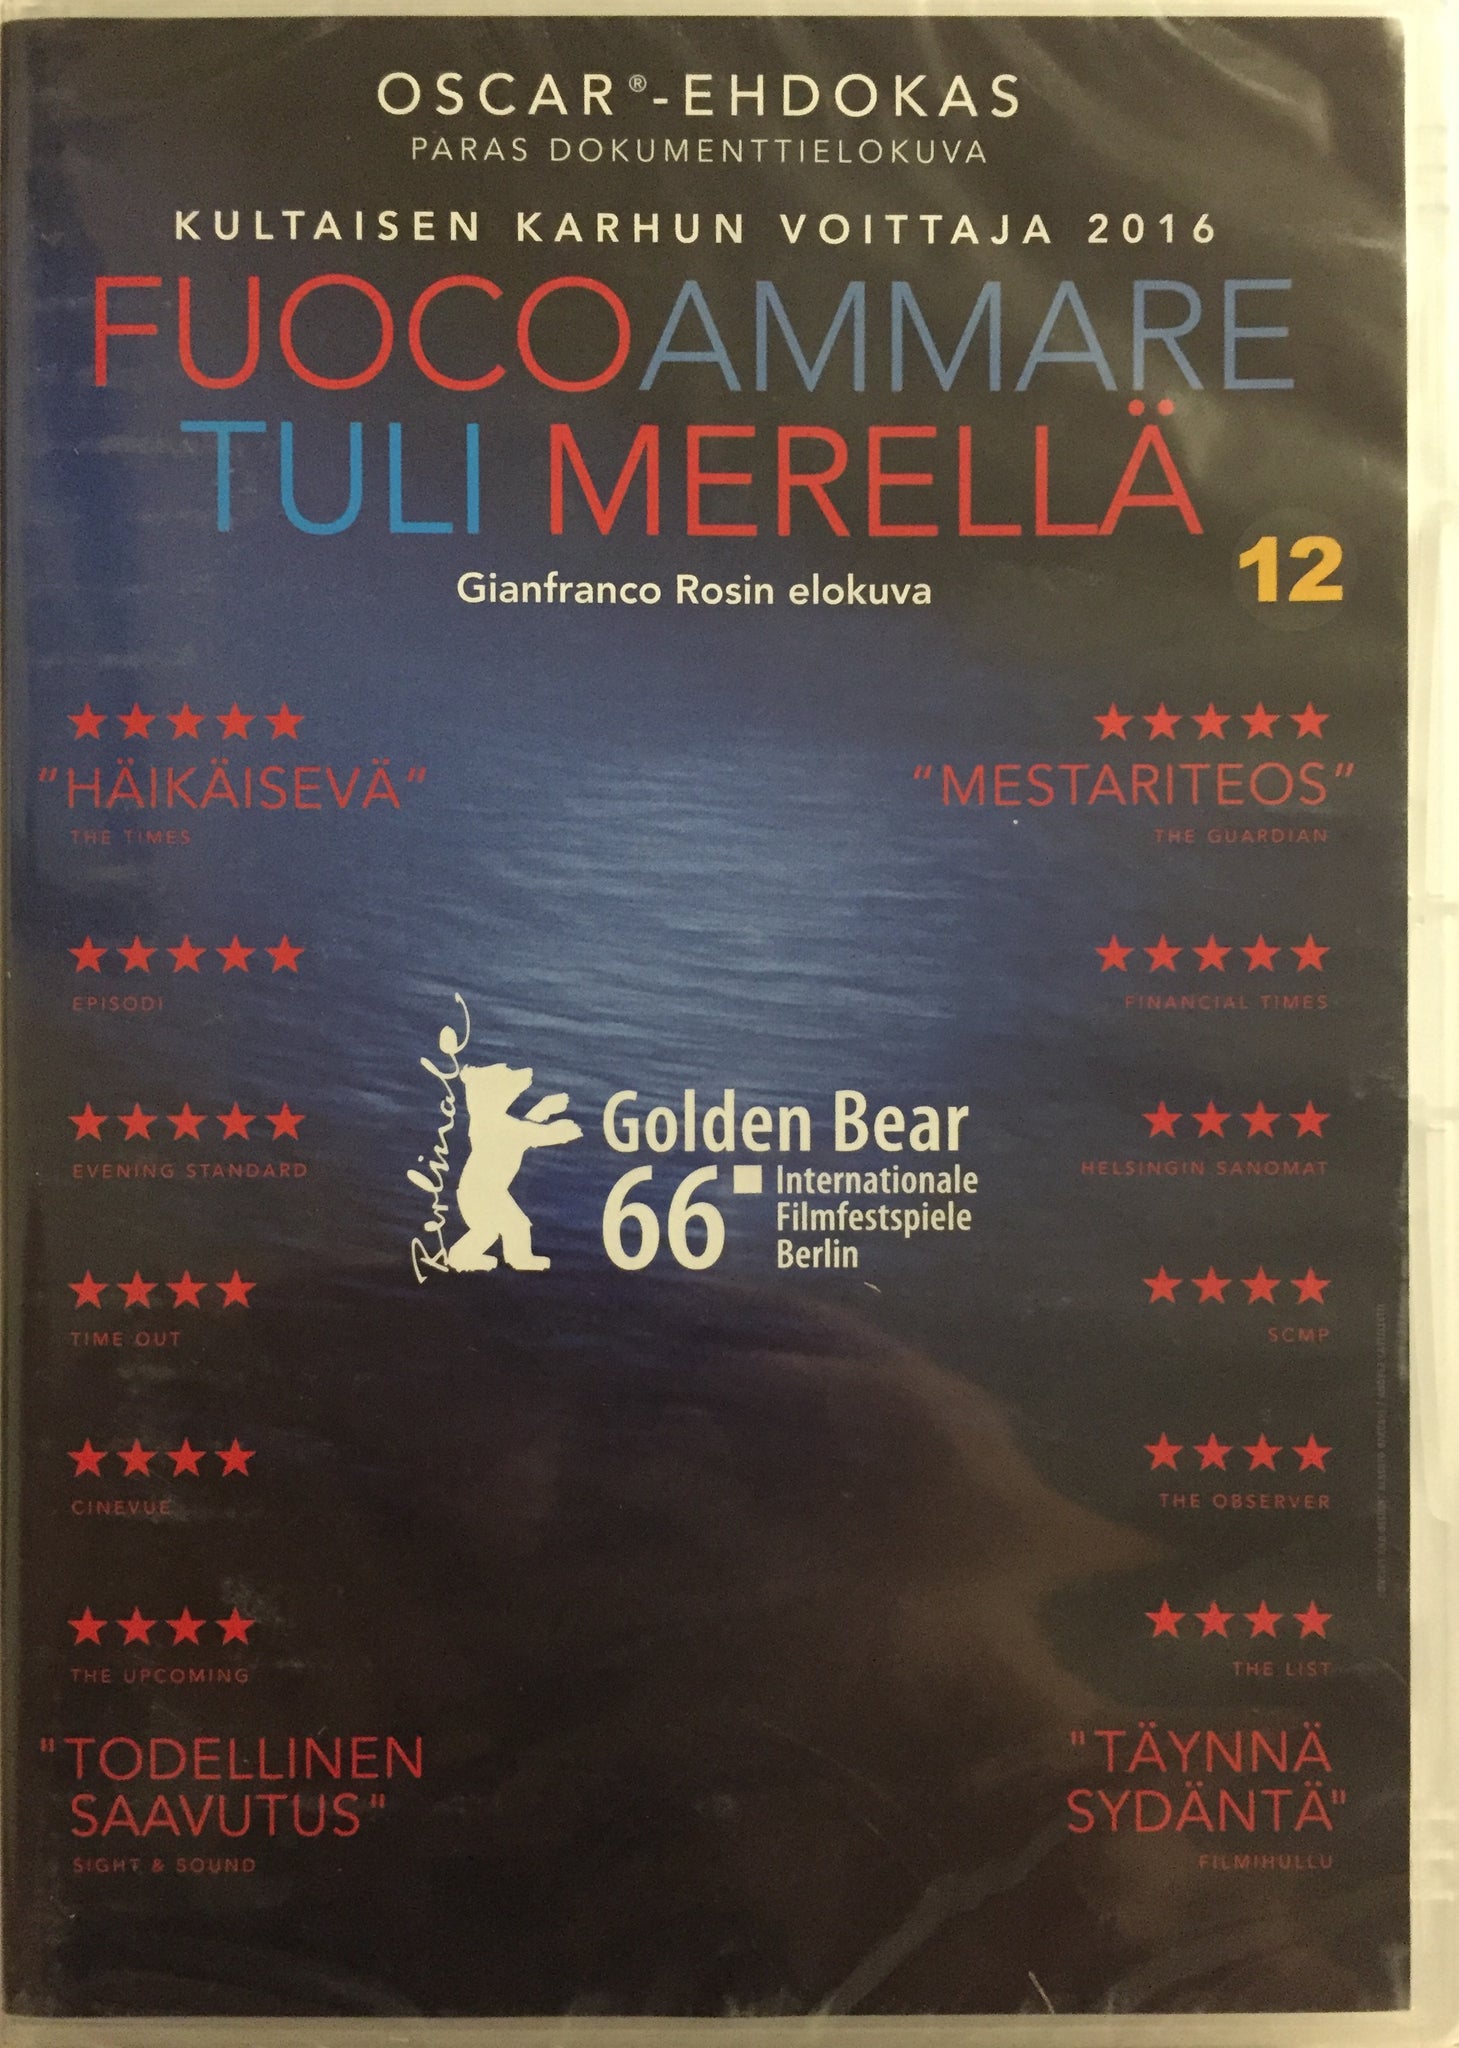 OSCAR®-EHDOKAS
PARAS DOKUMENTTIELOKUVA
KULTAISEN KARHUN VOITTAJA 2016
FUOCOAMMARE
TULI MERELLÄ
12
Gianfranco Rosin elokuva
"HÄIKÄISEVÄ"
THE TIMES
"MESTARITEOS"
THE GUARDIAN
EPISODI
FINANCIAL TIMES
EVENING STANDARD
HELSINGIN SANOMAT
Berlinale
Golden Bear
66
Internationale
Filmfestspiele
Berlin
TIME OUT
SCMP
CINEVUE
THE OBSERVER
THE UPCOMING
THE LIST
"TODELLINEN
SAAVUTUS"
SIGHT & SOUND
"TÄYNNÄ
SYDÄNTÄ"
FILMIHULLU